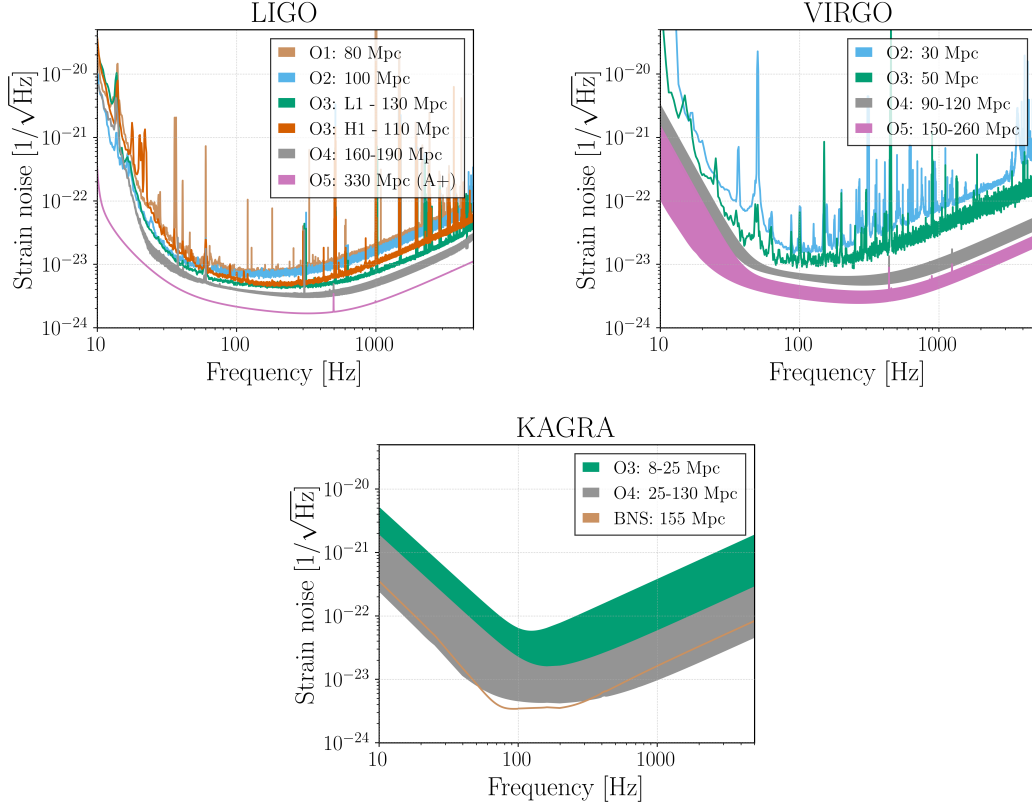 LIGO
Strain noise [1/√Hz]
10⁻²⁰
10⁻²¹
10⁻²²
10⁻²³
10⁻²⁴
O1: 80 Mpc
O2: 100 Mpc
O3: L1 - 130 Mpc
O3: H1 - 110 Mpc
O4: 160-190 Mpc
O5: 330 Mpc (A+)
10 100 1000
Frequency [Hz]
VIRGO
Strain noise [1/√Hz]
10⁻²⁰
10⁻²¹
10⁻²²
10⁻²³
10⁻²⁴
O2: 30 Mpc
O3: 50 Mpc
O4: 90-120 Mpc
O5: 150-260 Mpc
10 100 1000
Frequency [Hz]
KAGRA
Strain noise [1/√Hz]
10⁻²⁰
10⁻²¹
10⁻²²
10⁻²³
10⁻²⁴
O3: 8-25 Mpc
O4: 25-130 Mpc
BNS: 155 Mpc
10 100 1000
Frequency [Hz]